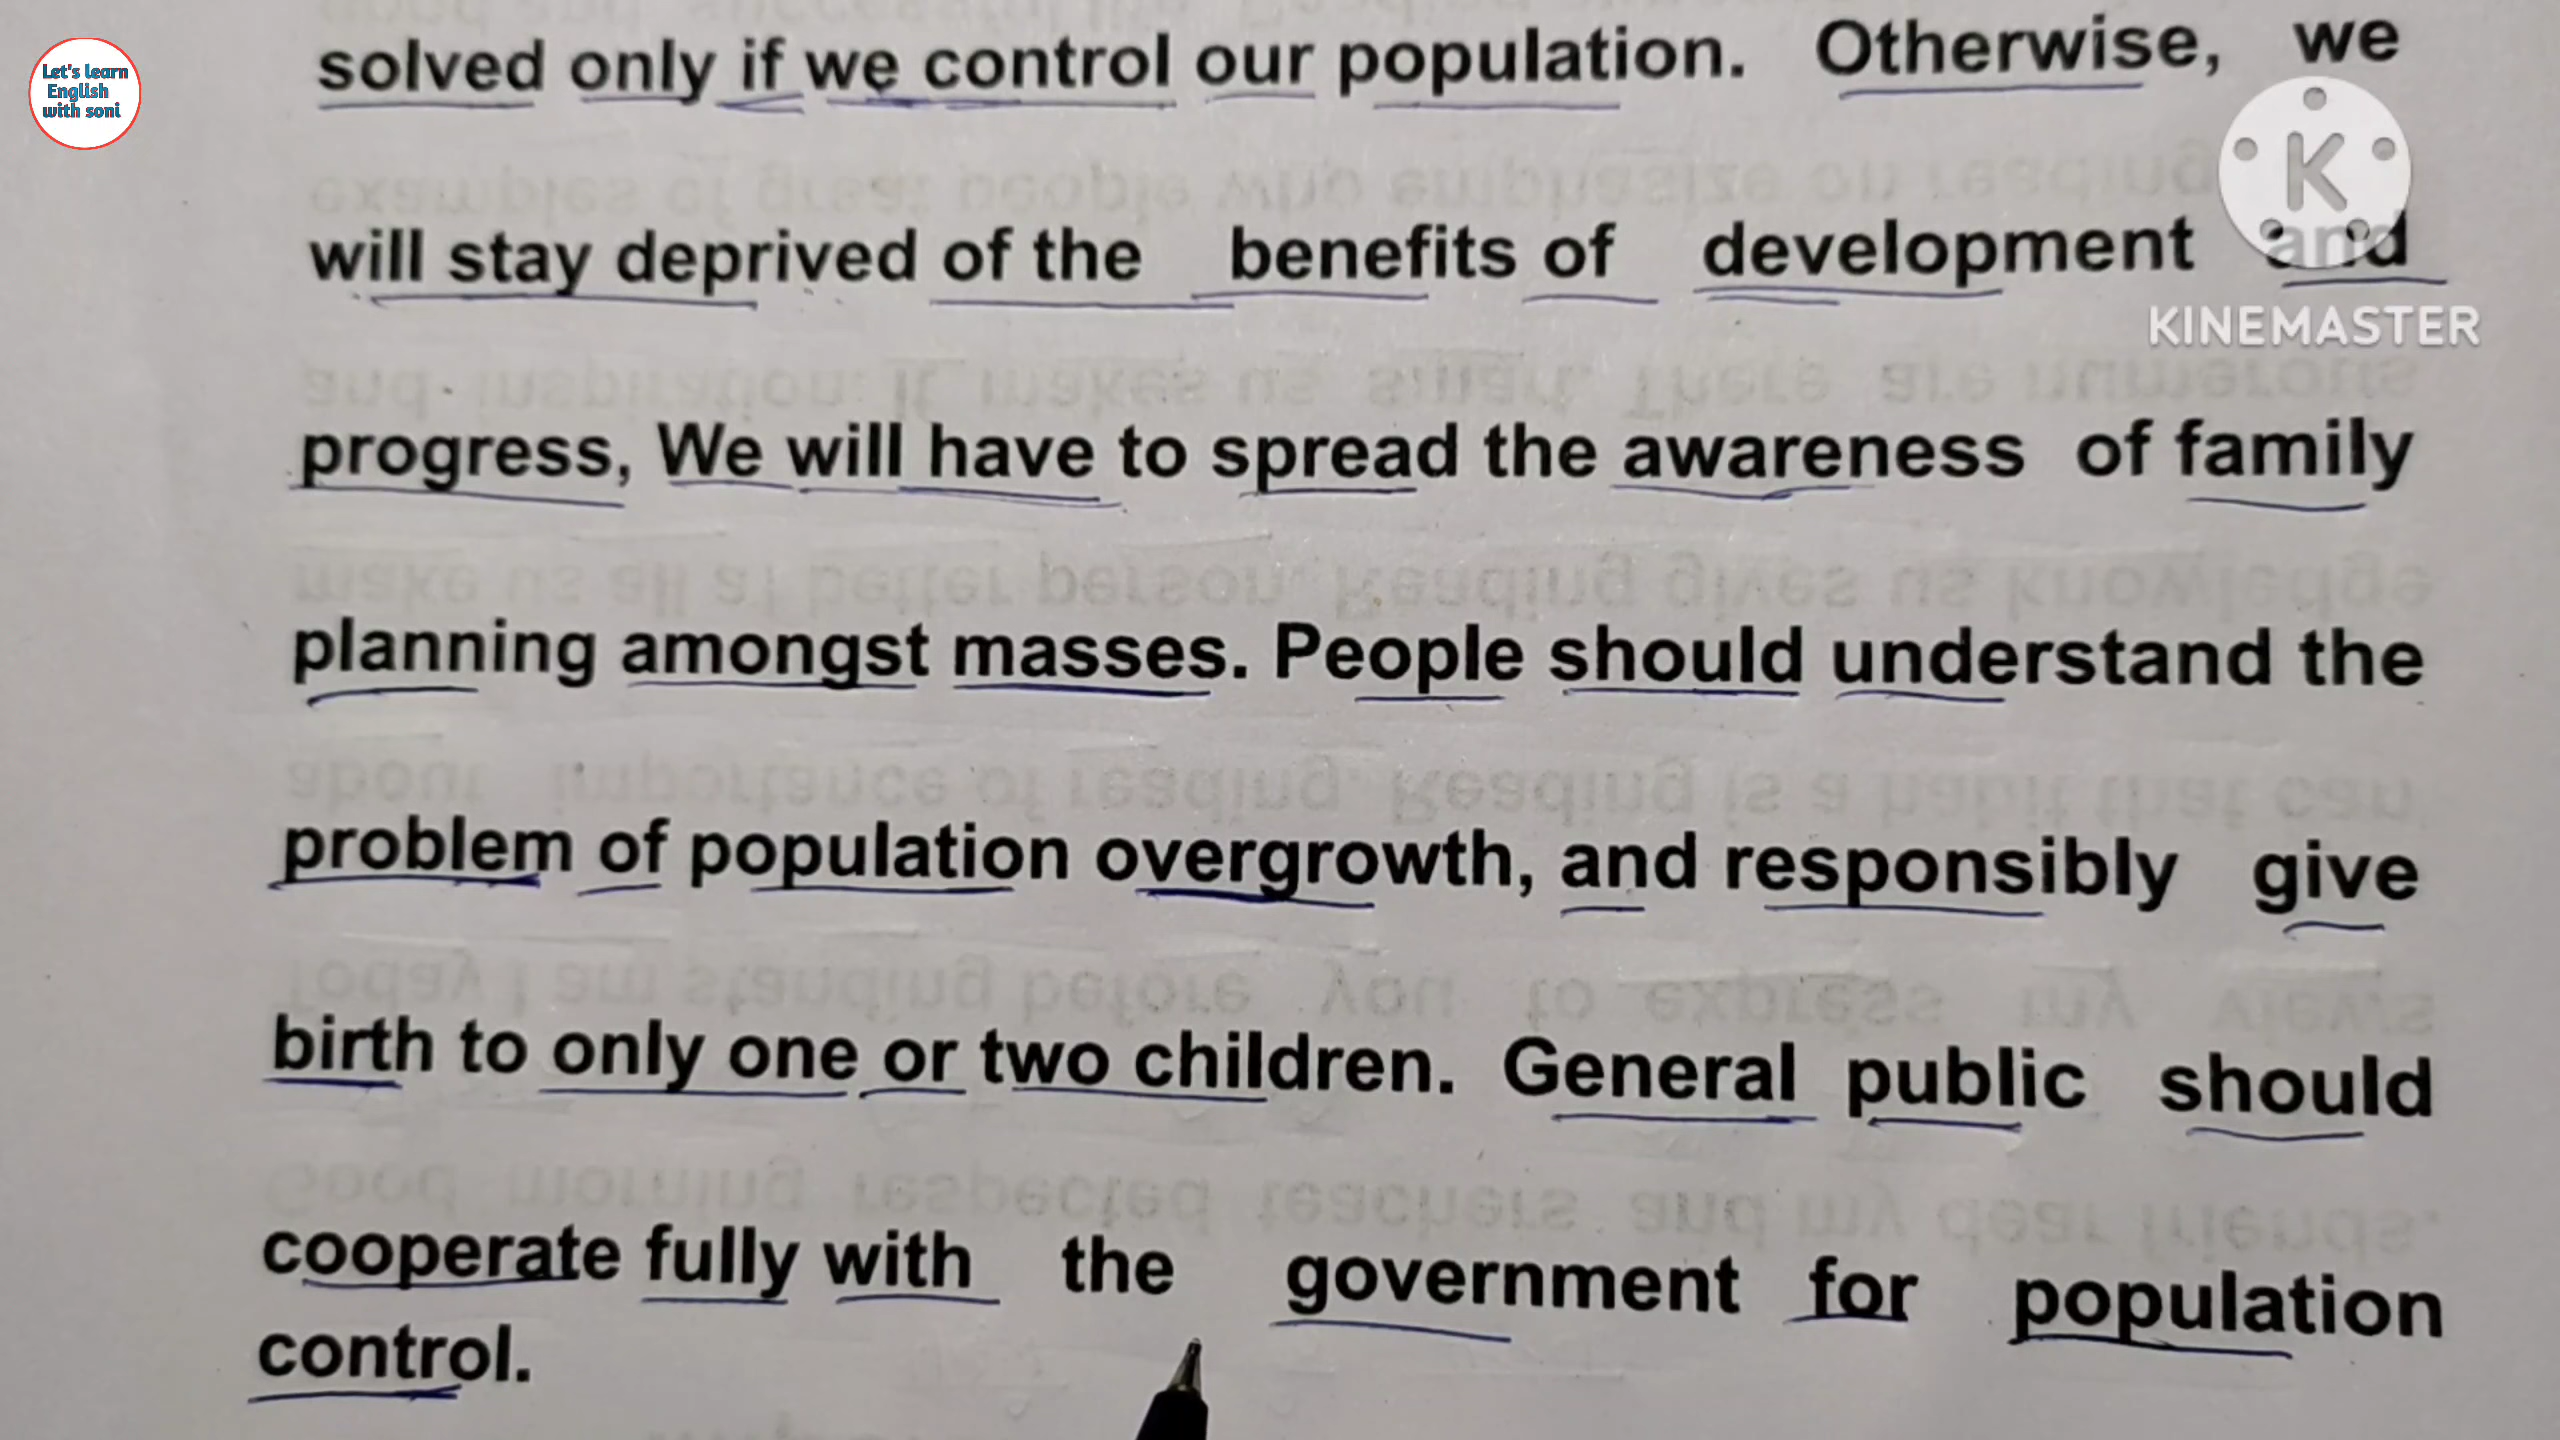 Let's learn
English
with soni
solved only if we control our population. Otherwise, we
will stay deprived of the benefits of development and
KINEMASTER
progress, We will have to spread the awareness of family
planning amongst masses. People should understand the
problem of population overgrowth, and responsibly give
birth to only one or two children. General public should
cooperate fully with the government for population
control.